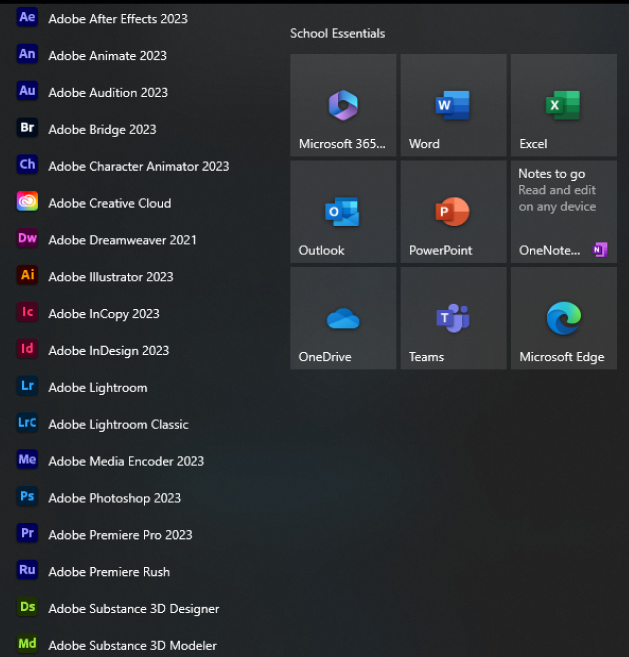 Ae Adobe After Effects 2023
An Adobe Animate 2023
Au Adobe Audition 2023
Br Adobe Bridge 2023
Ch Adobe Character Animator 2023
Adobe Creative Cloud
Dw Adobe Dreamweaver 2021
Ai Adobe Illustrator 2023
Ic Adobe InCopy 2023
Id Adobe InDesign 2023
Lr Adobe Lightroom
LrC Adobe Lightroom Classic
Me Adobe Media Encoder 2023
Ps Adobe Photoshop 2023
Pr Adobe Premiere Pro 2023
Ru Adobe Premiere Rush
Ds Adobe Substance 3D Designer
Md Adobe Substance 3D Modeler
School Essentials
Microsoft 365...
W
Word
X
Excel
O
Outlook
P
PowerPoint
Notes to go
Read and edit
on any device
OneNote... N
OneDrive
T
Teams
Microsoft Edge